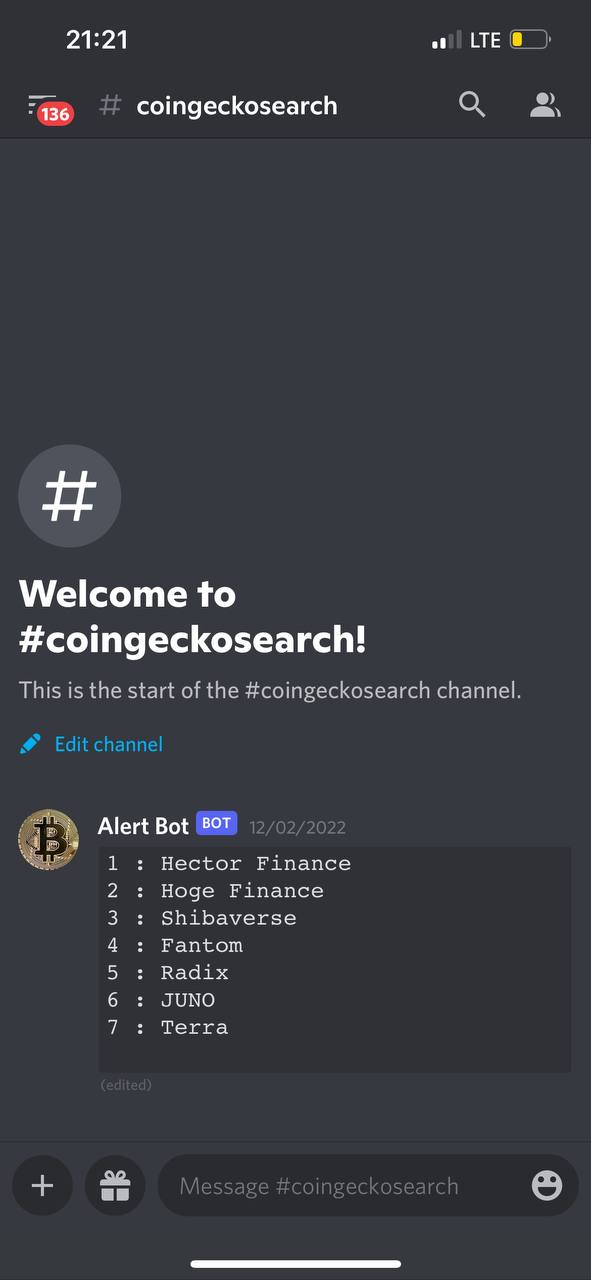 21:21
LTE
136
# coingeckosearch
#
Welcome to
#coingeckosearch!
This is the start of the #coingeckosearch channel.
Edit channel
Alert Bot BOT 12/02/2022
1 : Hector Finance
2 : Hoge Finance
3 : Shibaverse
4 : Fantom
5 : Radix
6 : JUNO
7 : Terra
(edited)
Message #coingeckosearch